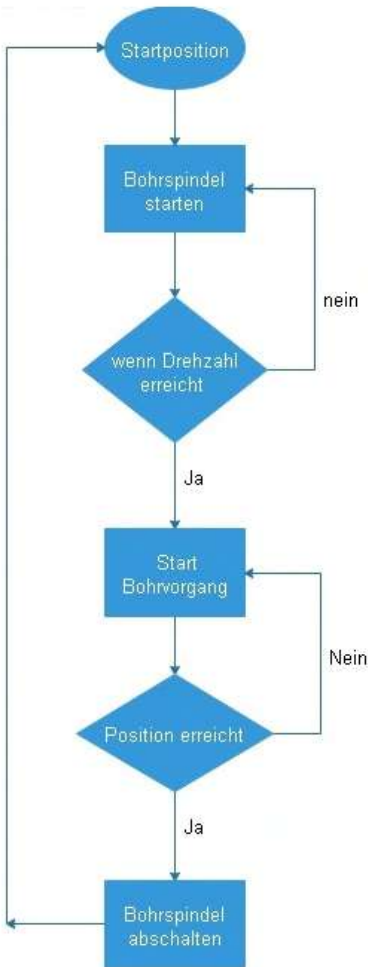 Startposition
Bohrspindel
starten
nein
wenn Drehzahl
erreicht
Ja
Start
Bohrvorgang
Nein
Position erreicht
Ja
Bohrspindel
abschalten